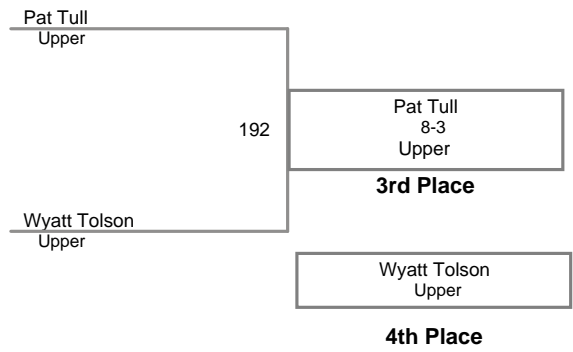 Pat Tull
Upper
192
Pat Tull
8-3
Upper
3rd Place
Wyatt Tolson
Upper
Wyatt Tolson
Upper
4th Place